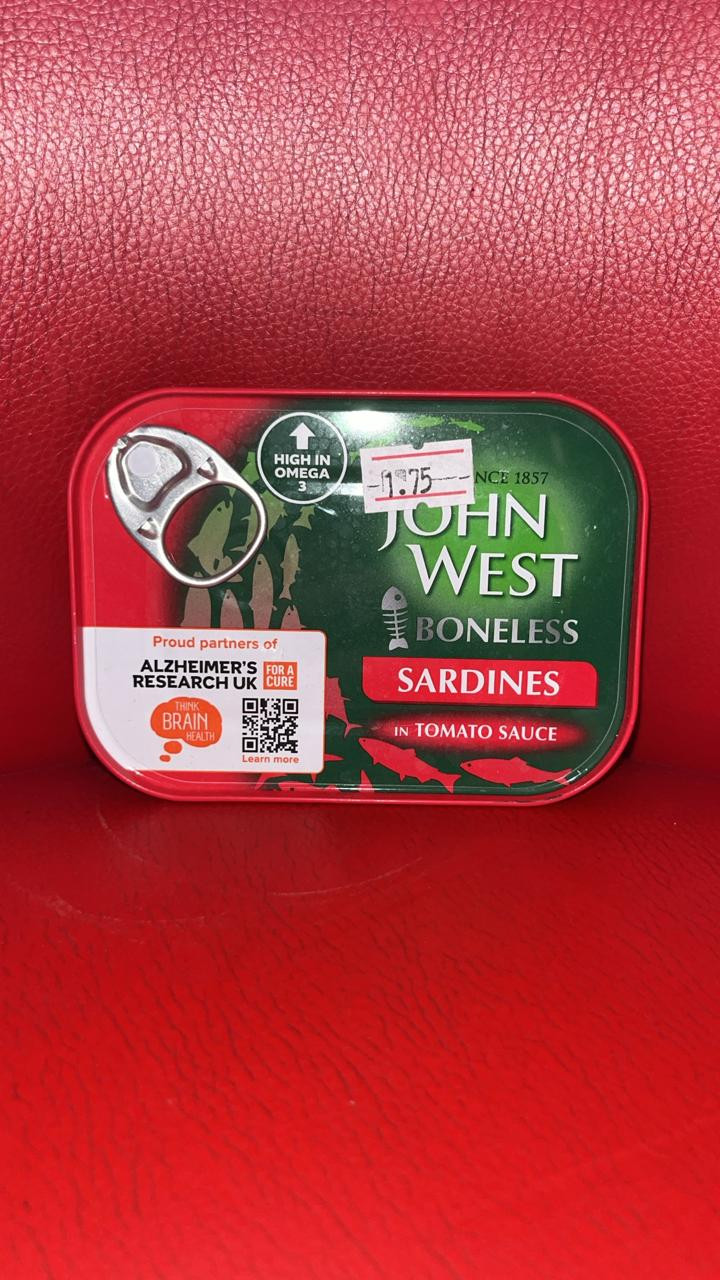 HIGH IN
OMEGA
3
1.75
NCE 1857
JOHN
WEST
BONELESS
SARDINES
IN TOMATO SAUCE
Proud partners of
ALZHEIMER'S
RESEARCH UK
FOR A
CURE
THINK
BRAIN
HEALTH
Learn more